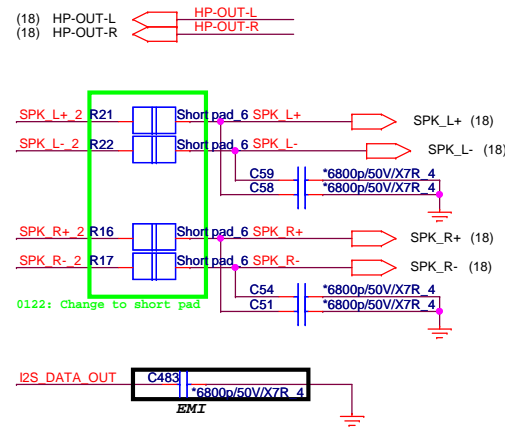 (18) HP-OUT-L HP-OUT-L
(18) HP-OUT-R HP-OUT-R
SPK_L+_2 R21 Short pad_6 SPK_L+ SPK_L+ (18)
SPK_L-_2 R22 Short pad_6 SPK_L- SPK_L- (18)
C59 *6800p/50V/X7R_4
C58 *6800p/50V/X7R_4
SPK_R+_2 R16 Short pad_6 SPK_R+ SPK_R+ (18)
SPK_R-_2 R17 Short pad_6 SPK_R- SPK_R- (18)
C54 *6800p/50V/X7R_4
0122: Change to short pad C51 *6800p/50V/X7R_4
I2S_DATA_OUT C483
*6800p/50V/X7R_4
EMI